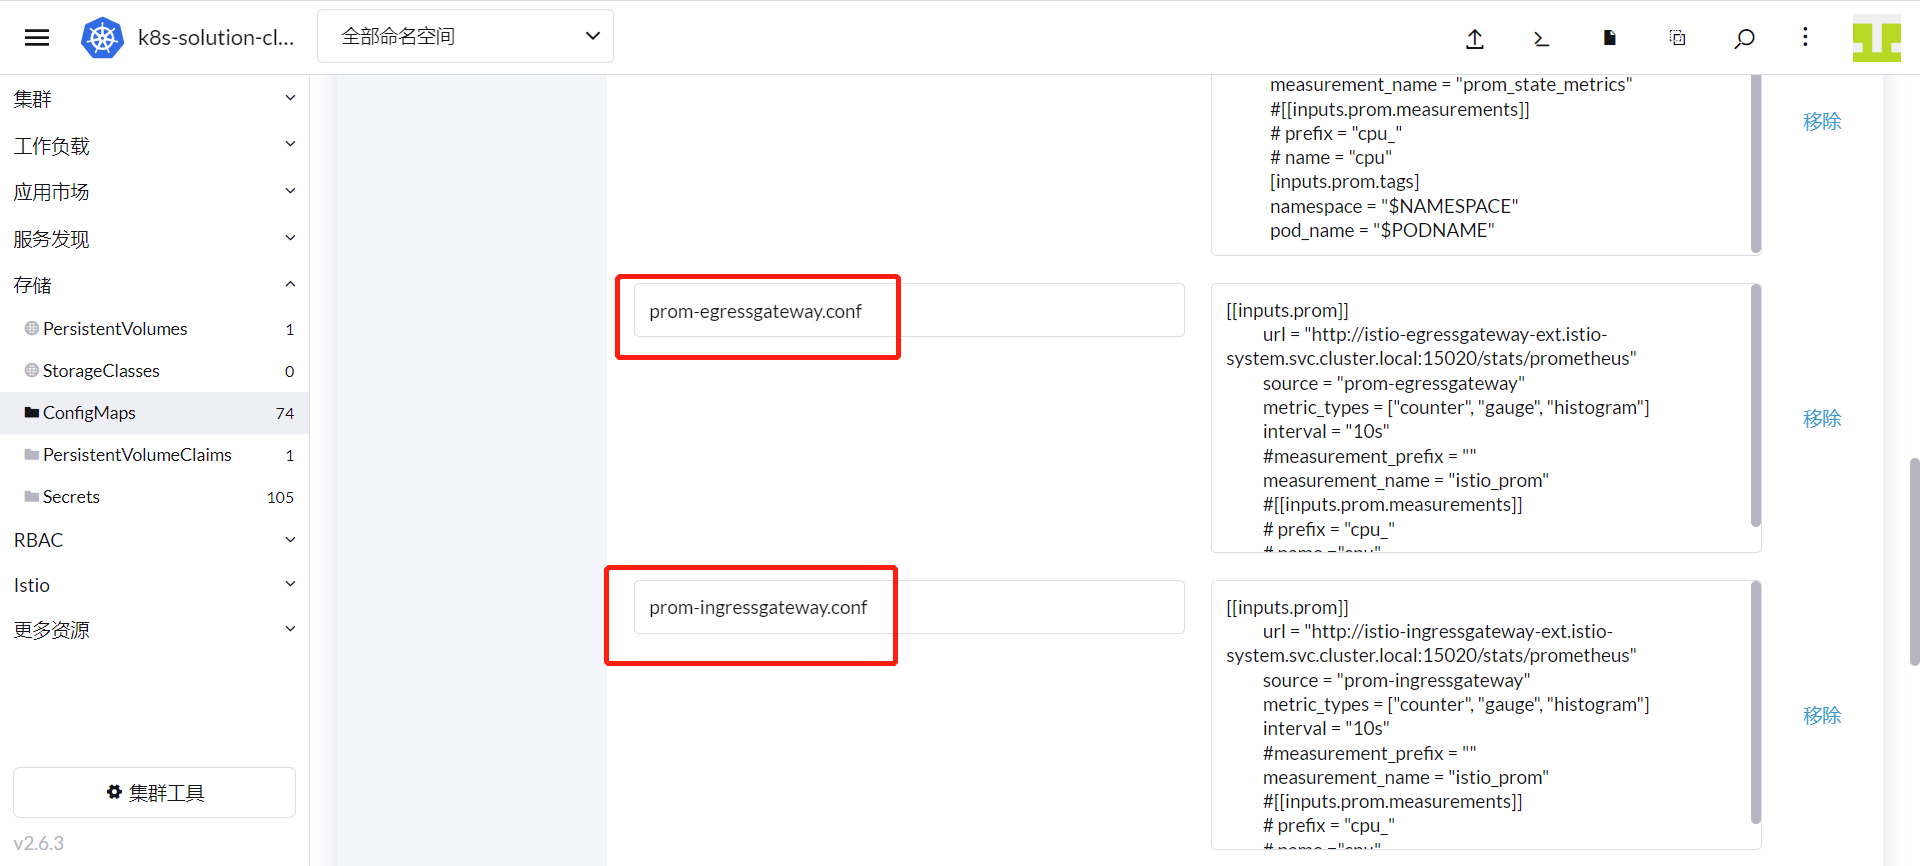 k8s-solution-cl...
全部命名空间
集群
工作负载
应用市场
服务发现
存储
PersistentVolumes 1
StorageClasses 0
ConfigMaps 74
PersistentVolumeClaims 1
Secrets 105
RBAC
Istio
更多资源
集群工具
v2.6.3
measurement_name = "prom_state_metrics"
#[[inputs.prom.measurements]]
# prefix = "cpu_"
# name = "cpu"
[inputs.prom.tags]
namespace = "$NAMESPACE"
pod_name = "$PODNAME"
移除
prom-egressgateway.conf
[[inputs.prom]]
url = "http://istio-egressgateway-ext.istio-
system.svc.cluster.local:15020/stats/prometheus"
source = "prom-egressgateway"
metric_types = ["counter", "gauge", "histogram"]
interval = "10s"
#measurement_prefix = ""
measurement_name = "istio_prom"
#[[inputs.prom.measurements]]
# prefix = "cpu_"
# name ="cpu"
移除
prom-ingressgateway.conf
[[inputs.prom]]
url = "http://istio-ingressgateway-ext.istio-
system.svc.cluster.local:15020/stats/prometheus"
source = "prom-ingressgateway"
metric_types = ["counter", "gauge", "histogram"]
interval = "10s"
#measurement_prefix = ""
measurement_name = "istio_prom"
#[[inputs.prom.measurements]]
# prefix = "cpu_"
# name ="cpu"
移除